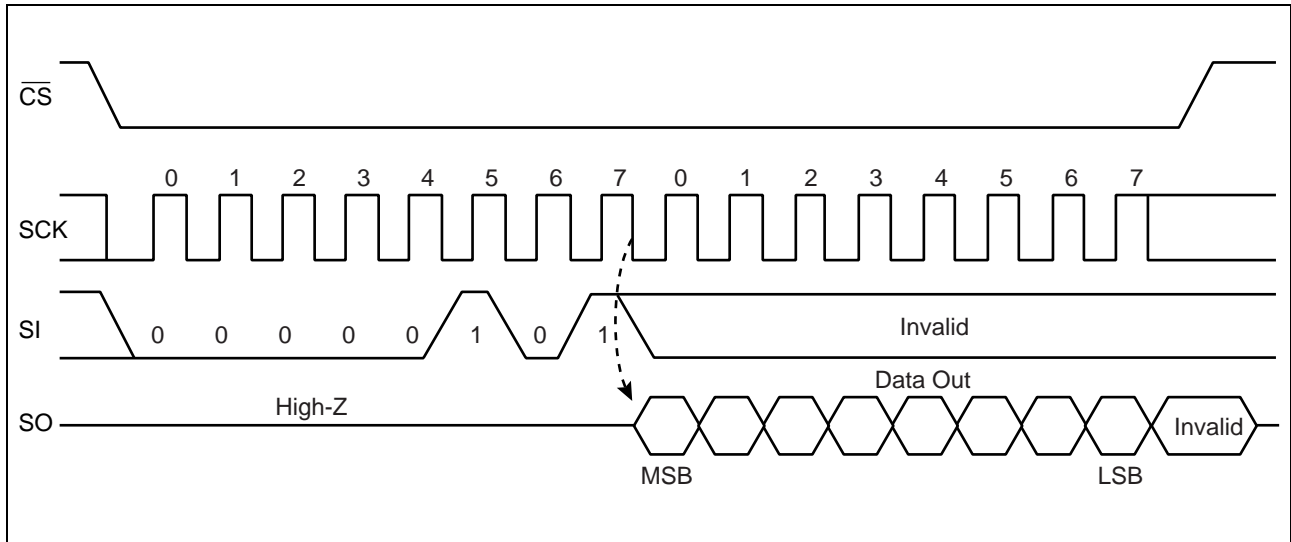 C̅S̅
0 1 2 3 4 5 6 7 0 1 2 3 4 5 6 7
SCK
SI 0 0 0 0 0 1 0 1 Invalid
Data Out
High-Z
SO Invalid
MSB LSB